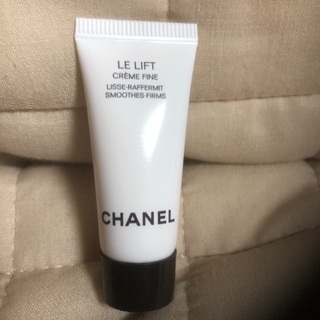 LE LIFT
CRÈME FINE
LISSE-RAFFERMIT
SMOOTHES-FIRMS
CHANEL